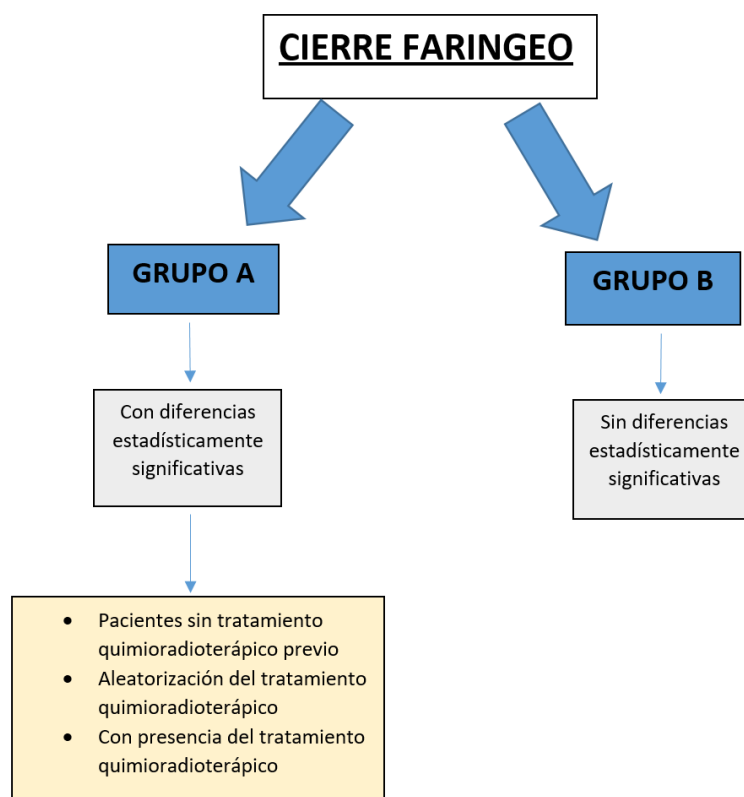 CIERRE FARINGEO
GRUPO A
GRUPO B
Con diferencias
estadísticamente
significativas
Sin diferencias
estadísticamente
significativas
• Pacientes sin tratamiento
quimioradioterápico previo
• Aleatorización del tratamiento
quimioradioterápico
• Con presencia del tratamiento
quimioradioterápico